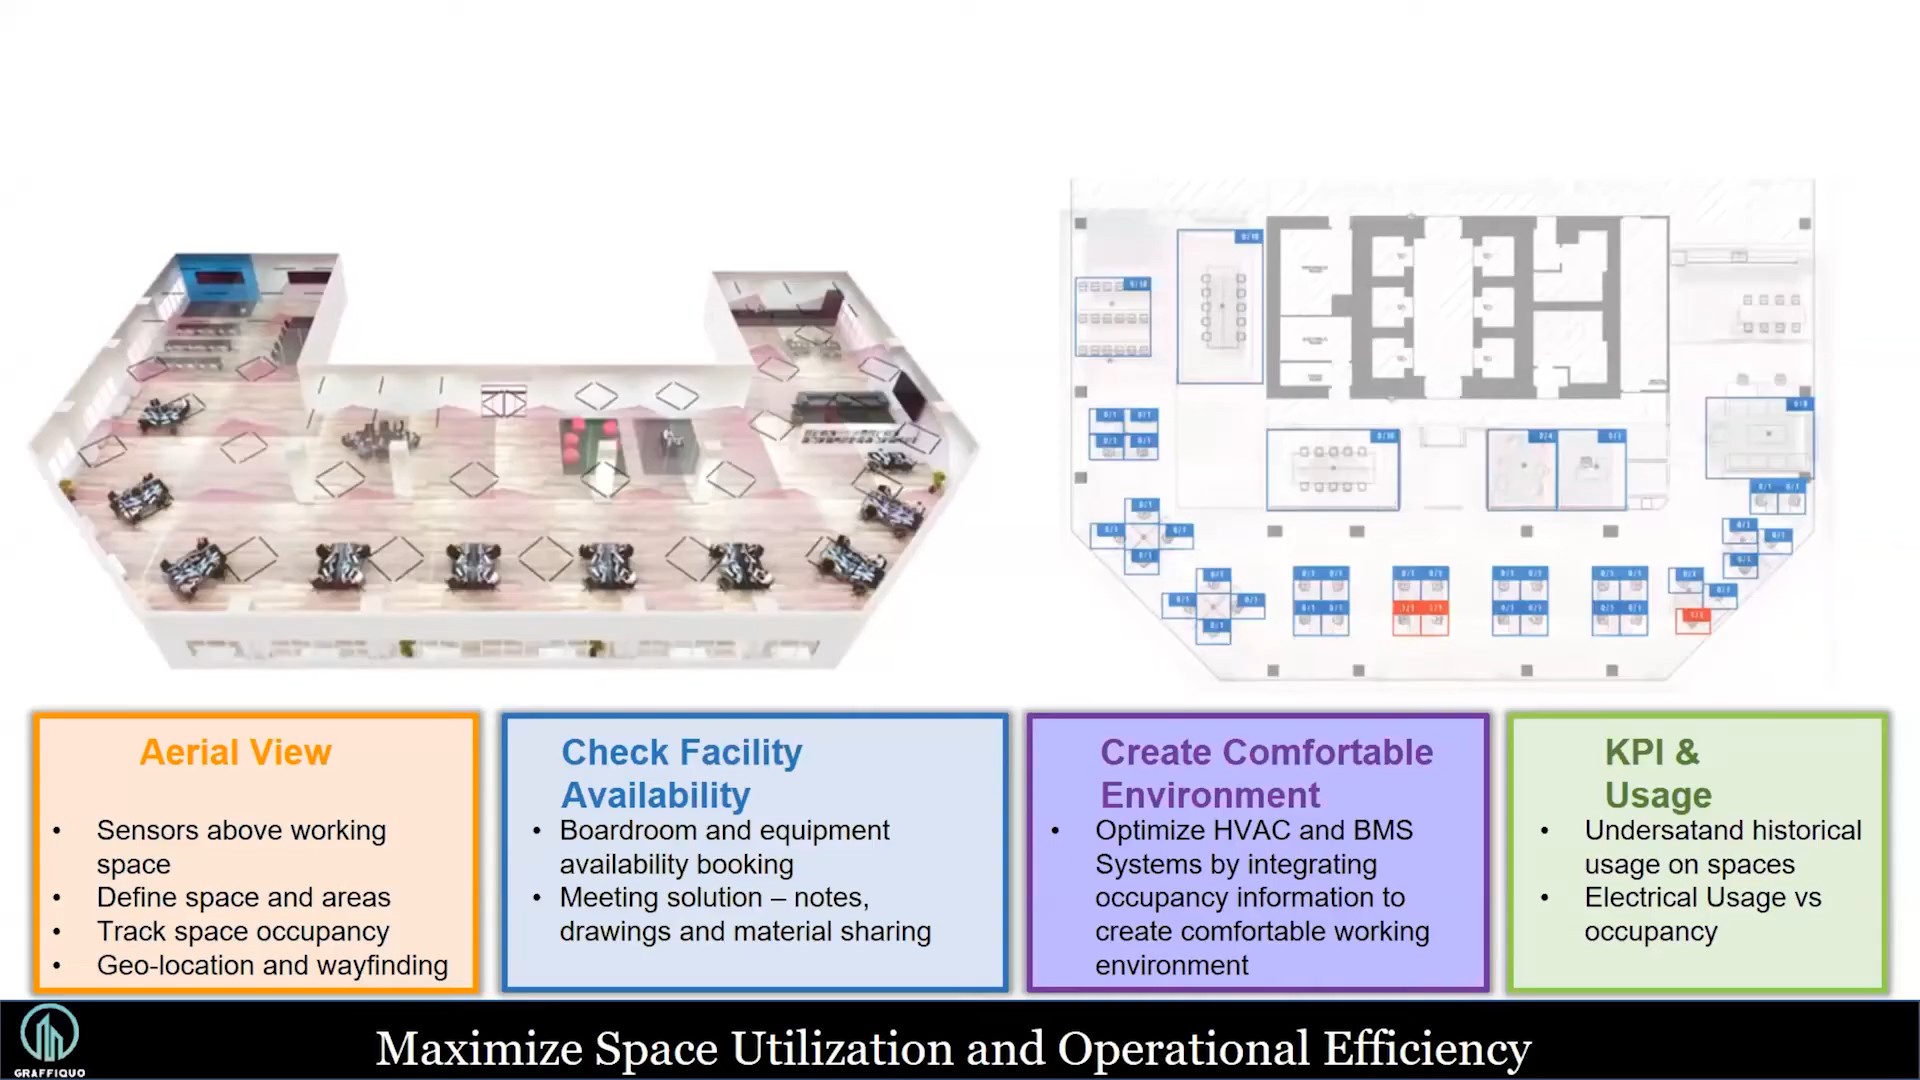 Aerial View
• Sensors above working
space
• Define space and areas
• Track space occupancy
• Geo-location and wayfinding
Check Facility
Availability
• Boardroom and equipment
availability booking
• Meeting solution – notes,
drawings and material sharing
Create Comfortable
Environment
• Optimize HVAC and BMS
Systems by integrating
occupancy information to
create comfortable working
environment
KPI &
Usage
• Undersatand historical
usage on spaces
• Electrical Usage vs
occupancy
GRAFFIQUO
Maximize Space Utilization and Operational Efficiency